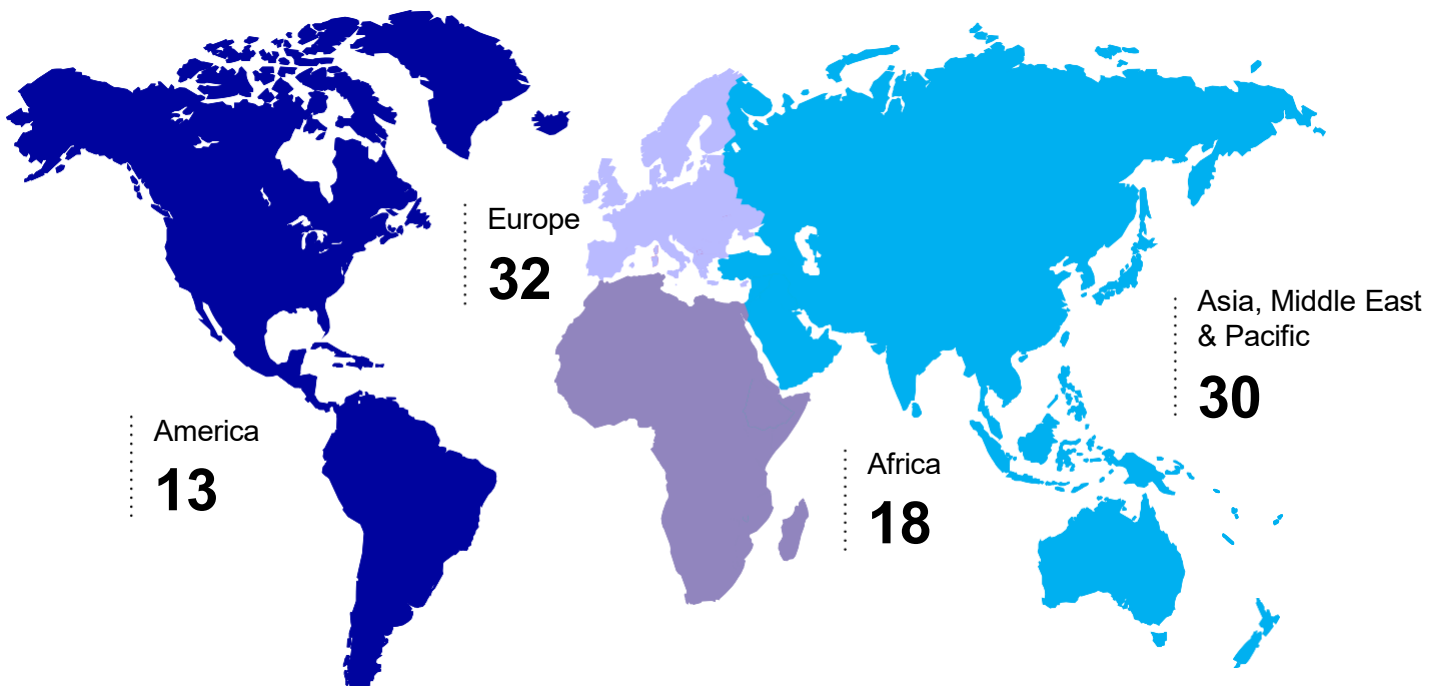 Europe
32
Asia, Middle East
& Pacific
30
America
13
Africa
18